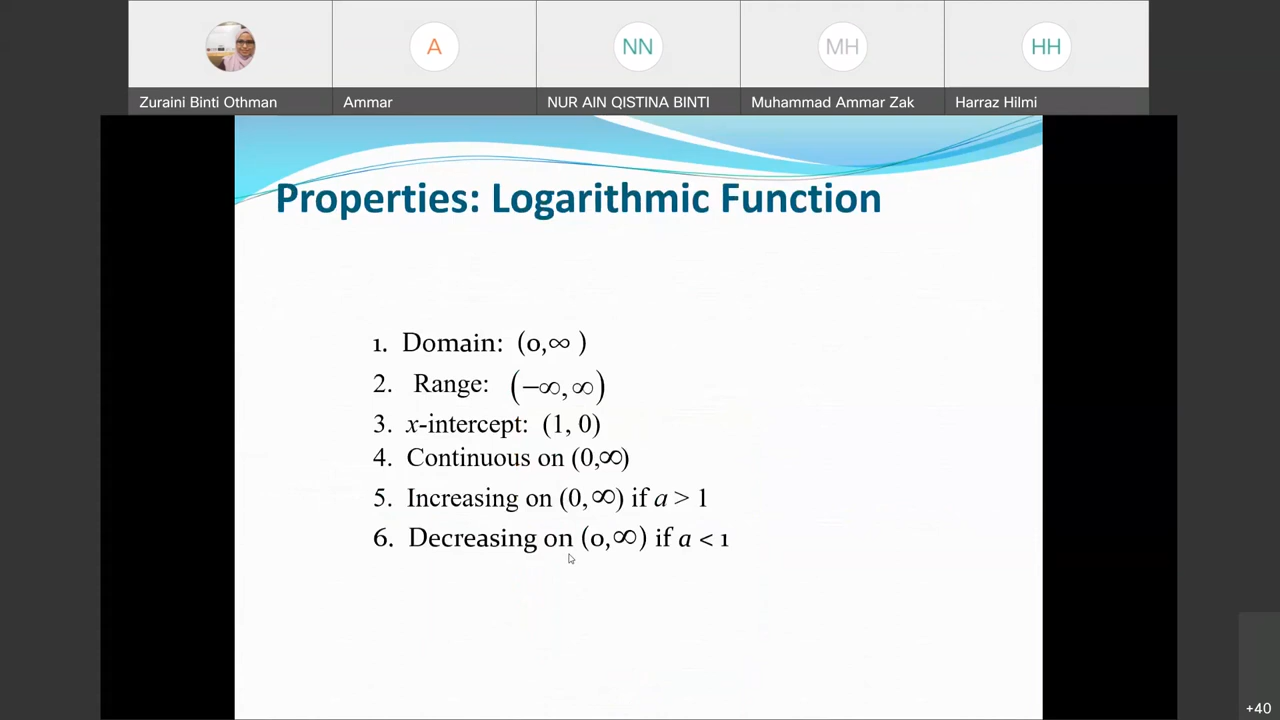 A
NN
MH
HH
Zuraini Binti Othman
Ammar
NUR AIN QISTINA BINTI
Muhammad Ammar Zak
Harraz Hilmi
Properties: Logarithmic Function
1. Domain: (0,∞ )
2. Range: (−∞, ∞)
3. x-intercept: (1, 0)
4. Continuous on (0,∞)
5. Increasing on (0, ∞) if a > 1
6. Decreasing on (0,∞) if a < 1
+40